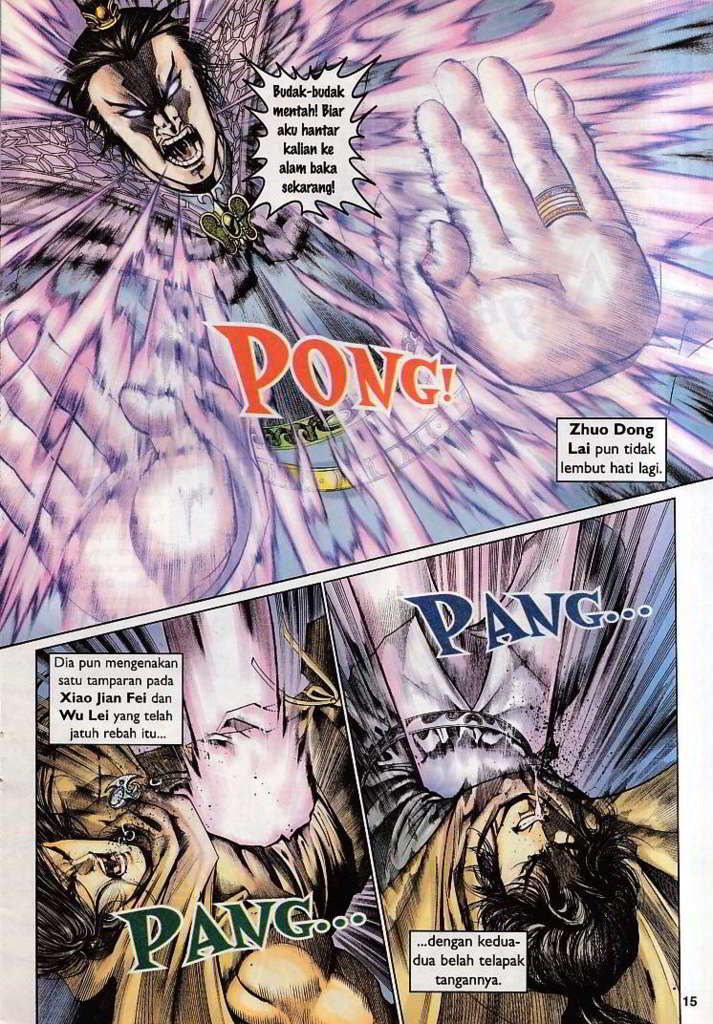 Budak-budak
mentah! Biar
aku hantar
kalian ke
alam baka
sekarang!
PONG!
Zhuo Dong
Lai pun tidak
lembut hati lagi.
Dia pun mengenakan
satu tamparan pada
Xiao Jian Fei dan
Wu Lei yang telah
jatuh rebah itu...
PANG...
PANG...
...dengan kedua-
dua belah telapak
tangannya.
15